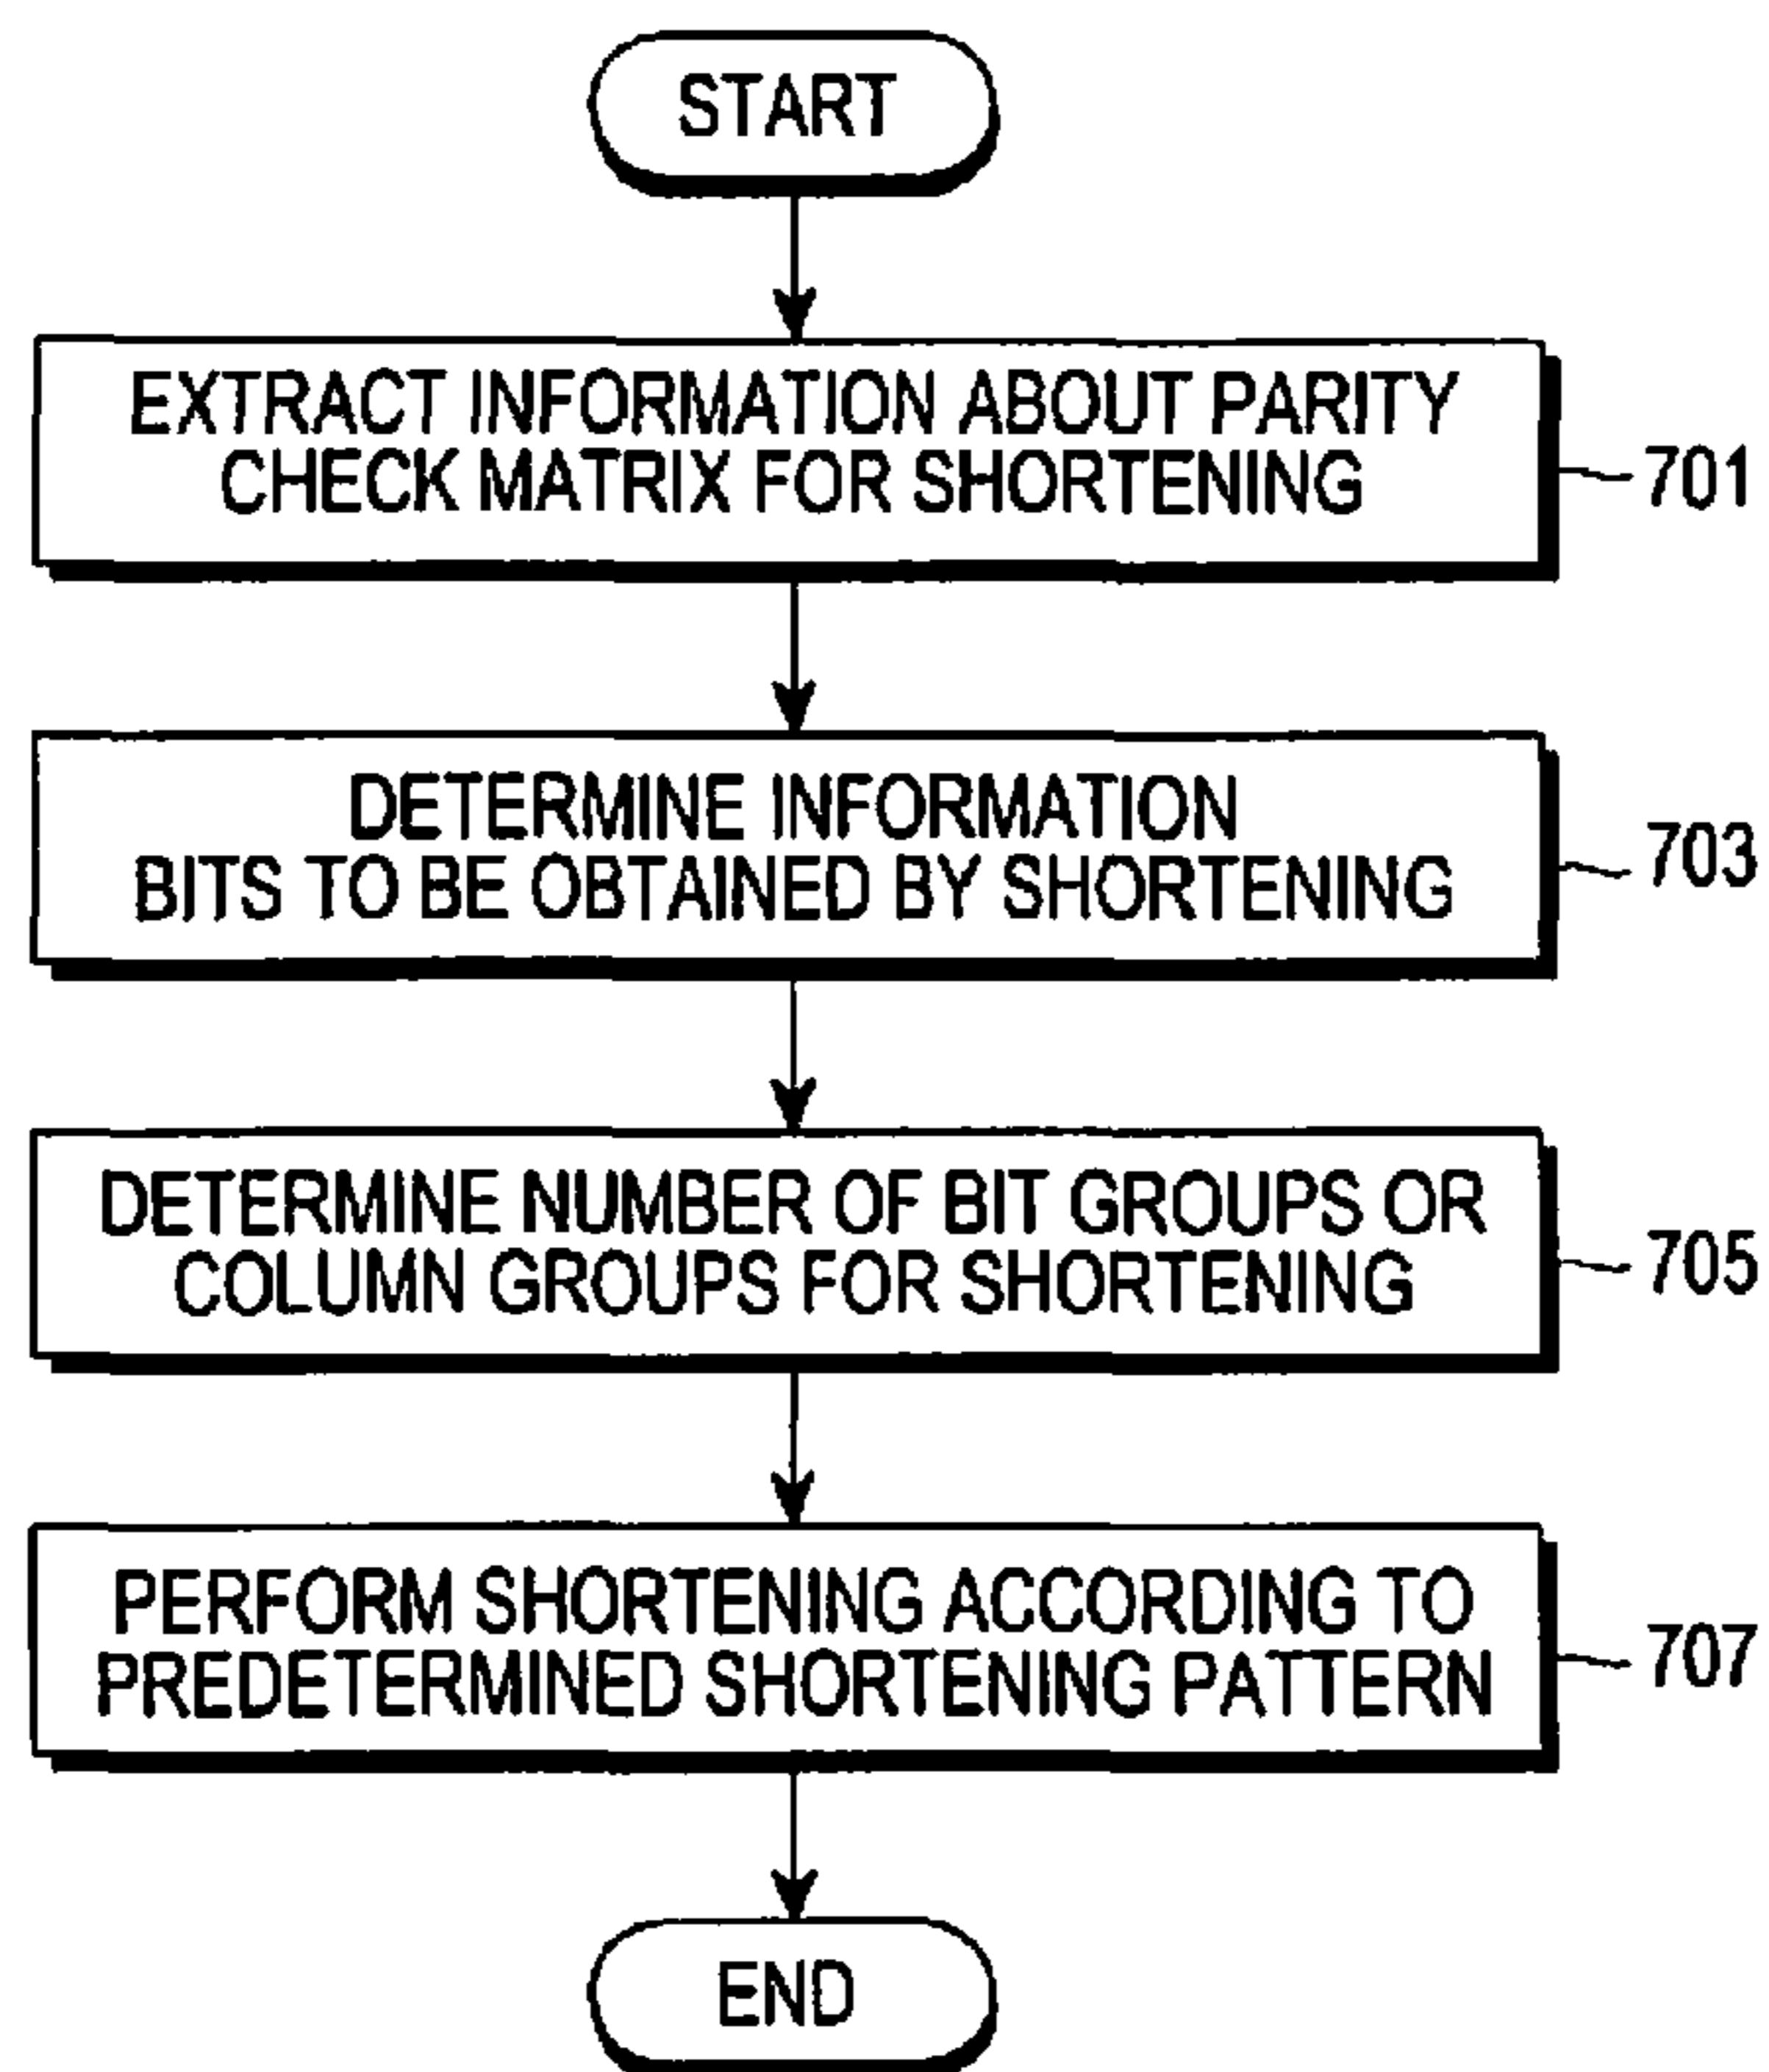 START
EXTRACT INFORMATION ABOUT PARITY
CHECK MATRIX FOR SHORTENING
701
DETERMINE INFORMATION
BITS TO BE OBTAINED BY SHORTENING
703
DETERMINE NUMBER OF BIT GROUPS OR
COLUMN GROUPS FOR SHORTENING
705
PERFORM SHORTENING ACCORDING TO
PREDETERMINED SHORTENING PATTERN
707
END